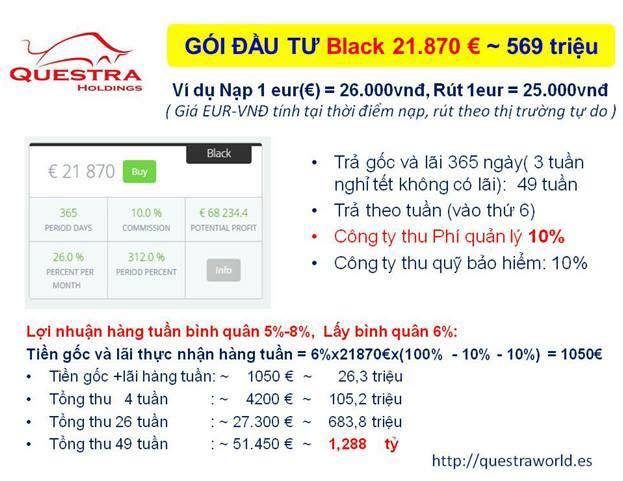 QUESTRA
HOLDINGS
GÓI ĐẦU TƯ Black 21.870 € ~ 569 triệu
Ví dụ Nạp 1 eur(€) = 26.000vnđ, Rút 1eur = 25.000vnđ
( Giá EUR-VNĐ tính tại thời điểm nạp, rút theo thị trường tự do )
Black
€ 21 870 Buy
365 10.0 % € 68 234.4
PERIOD DAYS COMMISSION POTENTIAL PROFIT
26.0 % 312.0 % Info
PERCENT PER MONTH PERIOD PERCENT
• Trả gốc và lãi 365 ngày( 3 tuần
nghỉ tết không có lãi): 49 tuần
• Trả theo tuần (vào thứ 6)
• Công ty thu Phí quản lý 10%
• Công ty thu quỹ bảo hiểm: 10%
Lợi nhuận hàng tuần bình quân 5%-8%, Lấy bình quân 6%:
Tiền gốc và lãi thực nhận hàng tuần = 6%x21870€x(100% - 10% - 10%) = 1050€
• Tiền gốc +lãi hàng tuần: ~ 1050 € ~ 26,3 triệu
• Tổng thu 4 tuần : ~ 4200 € ~ 105,2 triệu
• Tổng thu 26 tuần : ~ 27.300 € ~ 683,8 triệu
• Tổng thu 49 tuần : ~ 51.450 € ~ 1,288 tỷ
http://questraworld.es